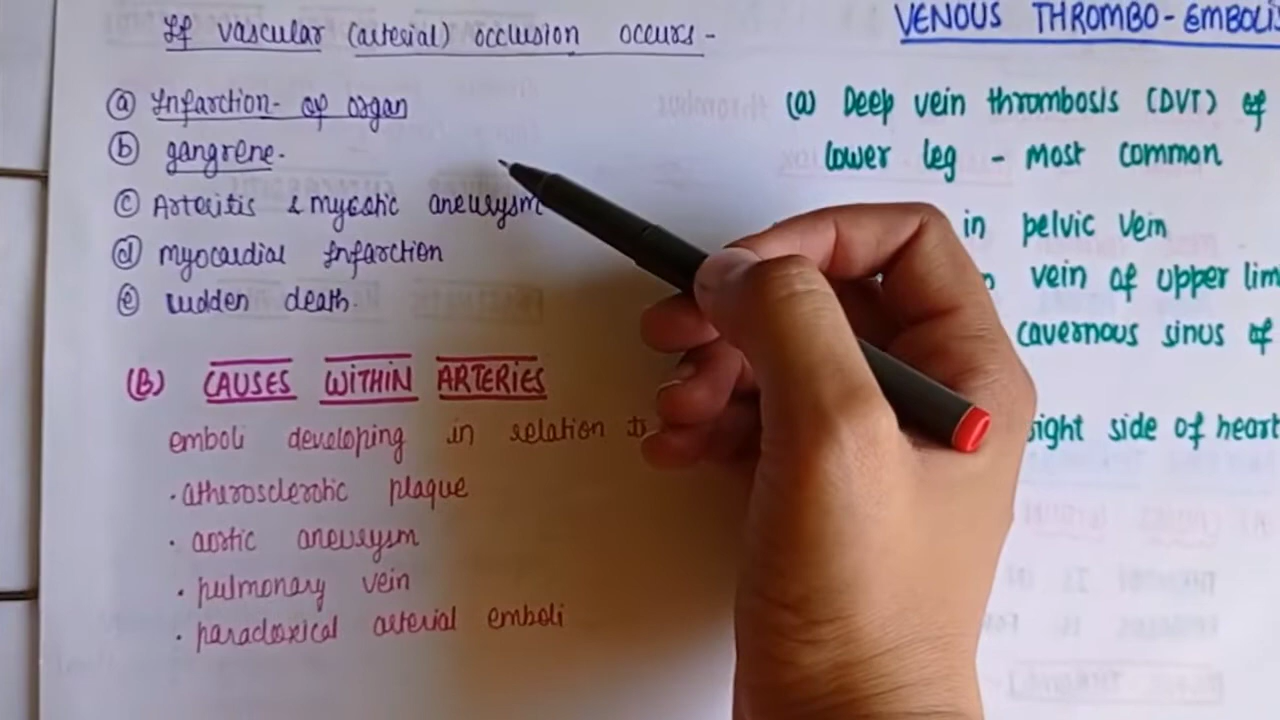 If vascular (arterial) occlusion occurs -
(a) Infarction- of organ
(b) gangrene.
(c) Arteritis & mycotic aneurysm
(d) myocardial Infarction
(e) sudden death.
(B) CAUSES WITHIN ARTERIES
emboli developing in relation to
. atherosclerotic plaque
. aortic aneurysm
. pulmonary vein
. paradoxical arterial emboli
VENOUS THROMBO-EMBOLIS
(a) Deep vein thrombosis (DVT) of
lower leg - most common
in pelvic vein
vein of upper lim
cavernous sinus of
right side of heart